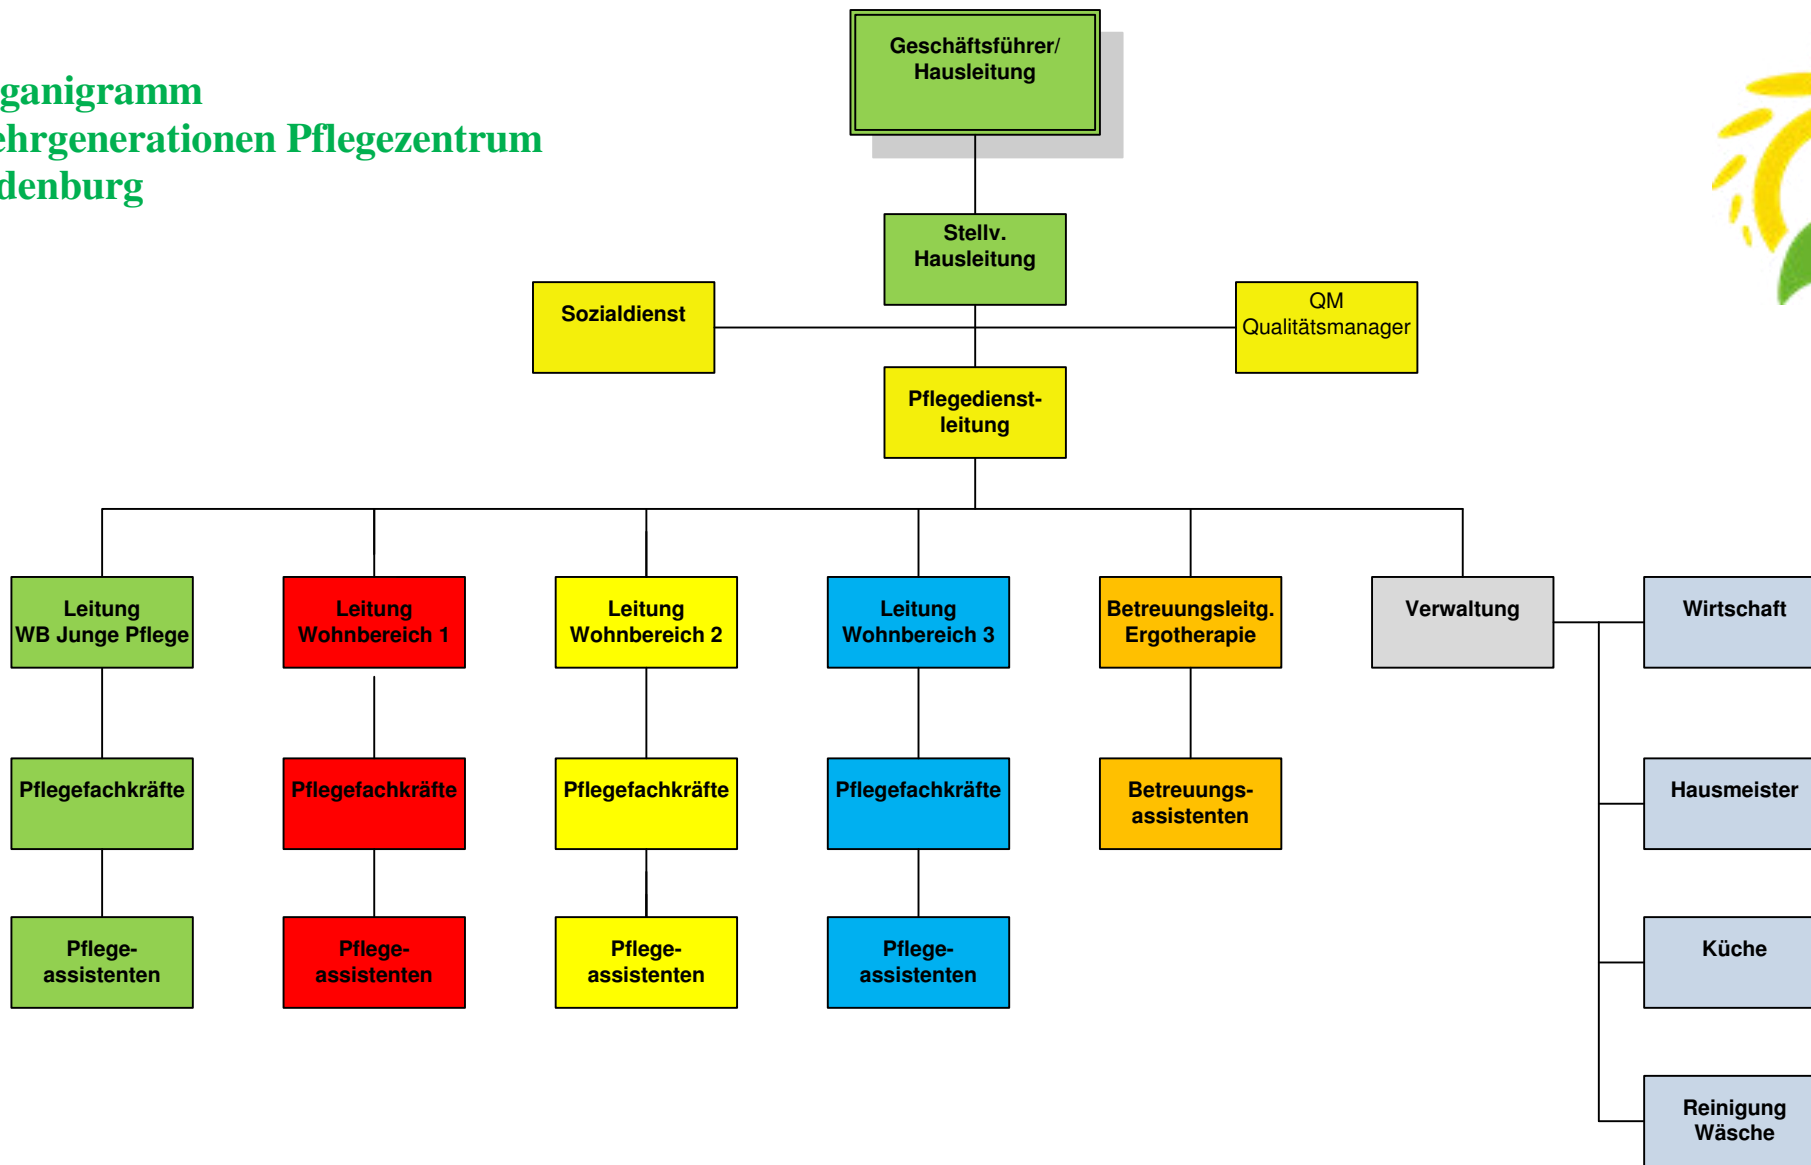 Geschäftsführer/
Hausleitung
ganigramm
ehrgenerationen Pflegezentrum
denburg
Stellv.
Hausleitung
Sozialdienst
QM
Qualitätsmanager
Pflegedienst-
leitung
Leitung
WB Junge Pflege
Leitung
Wohnbereich 1
Leitung
Wohnbereich 2
Leitung
Wohnbereich 3
Betreuungsleitg.
Ergotherapie
Verwaltung
Wirtschaft
Pflegefachkräfte
Pflegefachkräfte
Pflegefachkräfte
Pflegefachkräfte
Betreuungs-
assistenten
Hausmeister
Pflege-
assistenten
Pflege-
assistenten
Pflege-
assistenten
Pflege-
assistenten
Küche
Reinigung
Wäsche